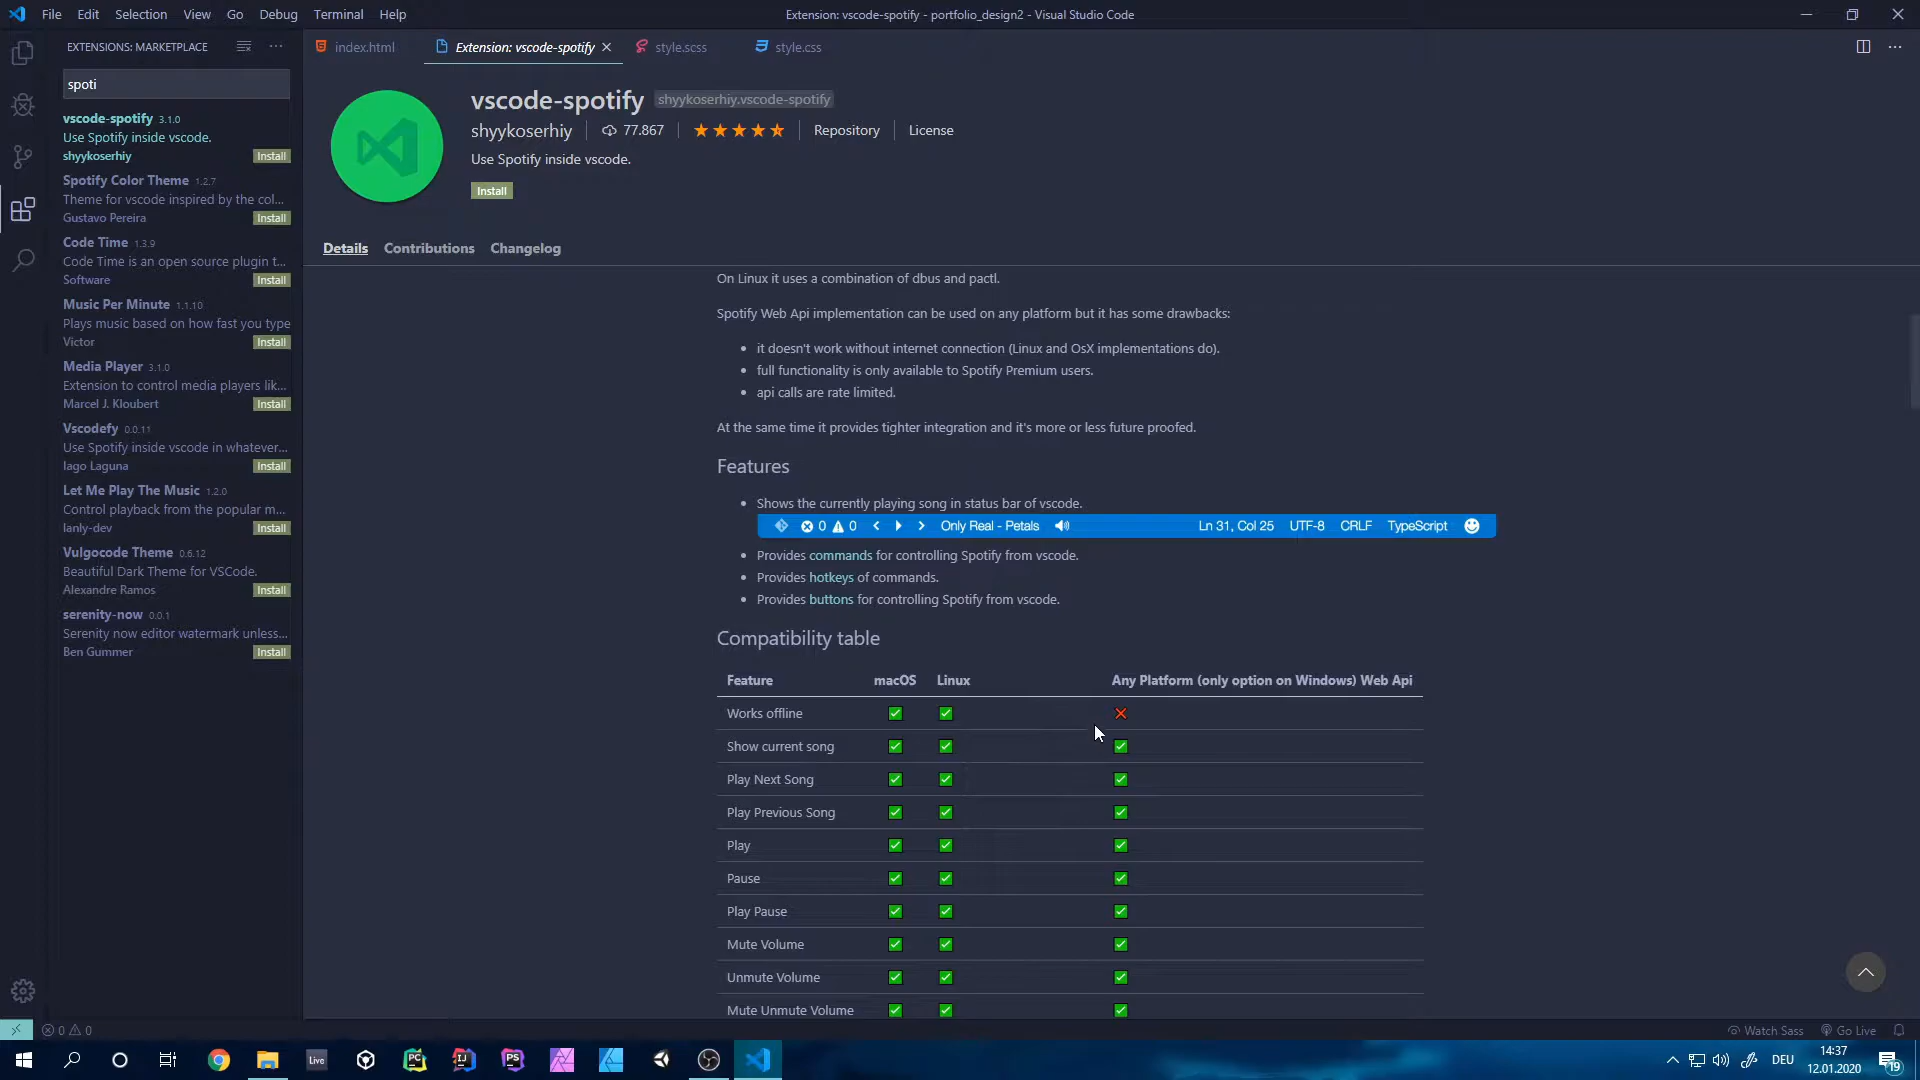 File Edit Selection View Go Debug Terminal Help
Extension: vscode-spotify - portfolio_design2 - Visual Studio Code
EXTENSIONS: MARKETPLACE
spoti
vscode-spotify 3.1.0
Use Spotify inside vscode.
shyykoserhiy Install
Spotify Color Theme 1.2.7
Theme for vscode inspired by the col...
Gustavo Pereira Install
Code Time 1.3.9
Code Time is an open source plugin t...
Software Install
Music Per Minute 1.1.10
Plays music based on how fast you type
Victor Install
Media Player 3.1.0
Extension to control media players lik...
Marcel J. Kloubert Install
Vscodefy 0.0.11
Use Spotify inside vscode in whatever...
Iago Laguna Install
Let Me Play The Music 1.2.0
Control playback from the popular m...
lanly-dev Install
Vulgocode Theme 0.6.12
Beautiful Dark Theme for VSCode.
Alexandre Ramos Install
serenity-now 0.0.1
Serenity now editor watermark unless...
Ben Gummer Install
index.html Extension: vscode-spotify style.scss style.css
vscode-spotify shyykoserhiy.vscode-spotify
shyykoserhiy 77.867 Repository License
Use Spotify inside vscode.
Install
Details Contributions Changelog
On Linux it uses a combination of dbus and pactl.
Spotify Web Api implementation can be used on any platform but it has some drawbacks:
it doesn't work without internet connection (Linux and OsX implementations do).
full functionality is only available to Spotify Premium users.
api calls are rate limited.
At the same time it provides tighter integration and it's more or less future proofed.
Features
Shows the currently playing song in status bar of vscode.
0 0 Only Real - Petals Ln 31, Col 25 UTF-8 CRLF TypeScript
Provides commands for controlling Spotify from vscode.
Provides hotkeys of commands.
Provides buttons for controlling Spotify from vscode.
Compatibility table
Feature macOS Linux Any Platform (only option on Windows) Web Api
Works offline
Show current song
Play Next Song
Play Previous Song
Play
Pause
Play Pause
Mute Volume
Unmute Volume
Mute Unmute Volume
0 0 Watch Sass Go Live
Live PC IJ PS DEU 14:37
12.01.2020 19